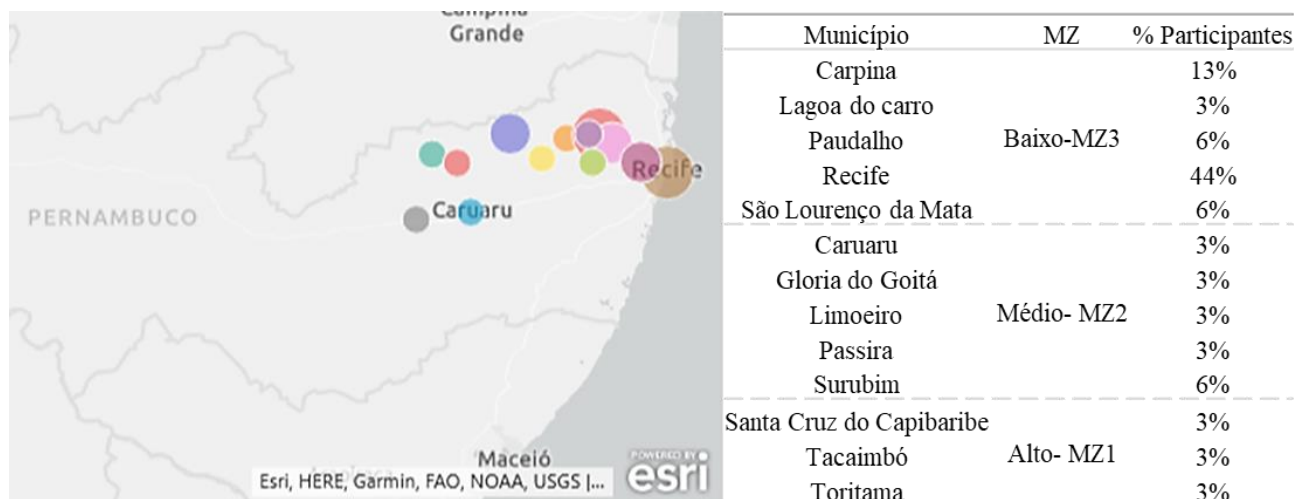 Campina
Grande
PERNAMBUCO
Caruaru
Recife
Maceió
Esri, HERE, Garmin, FAO, NOAA, USGS |...
POWERED BY
esri
Município MZ % Participantes
Carpina 13%
Lagoa do carro 3%
Paudalho Baixo-MZ3 6%
Recife 44%
São Lourenço da Mata 6%
Caruaru 3%
Gloria do Goitá 3%
Limoeiro Médio- MZ2 3%
Passira 3%
Surubim 6%
Santa Cruz do Capibaribe 3%
Tacaimbó Alto- MZ1 3%
Toritama 3%